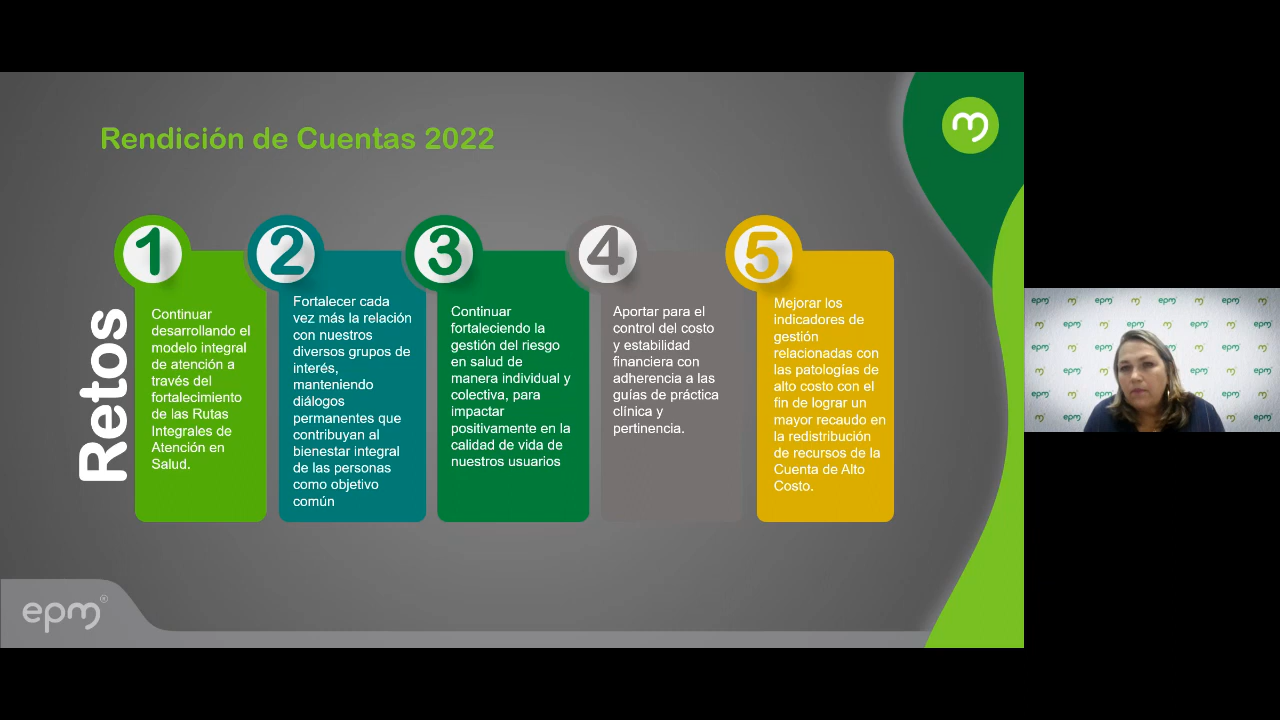 Rendición de Cuentas 2022
Retos
1
Continuar
desarrollando el
modelo integral
de atención a
través del
fortalecimiento
de las Rutas
Integrales de
Atención en
Salud.
2
Fortalecer cada
vez más la relación
con nuestros
diversos grupos de
interés,
manteniendo
diálogos
permanentes que
contribuyan al
bienestar integral
de las personas
como objetivo
común
3
Continuar
fortaleciendo la
gestión del riesgo
en salud de
manera individual y
colectiva, para
impactar
positivamente en la
calidad de vida de
nuestros usuarios
4
Aportar para el
control del costo
y estabilidad
financiera con
adherencia a las
guías de práctica
clínica y
pertinencia.
5
Mejorar los
indicadores de
gestión
relacionadas con
las patologías de
alto costo con el
fin de lograr un
mayor recaudo en
la redistribución
de recursos de la
Cuenta de Alto
Costo.
epm®